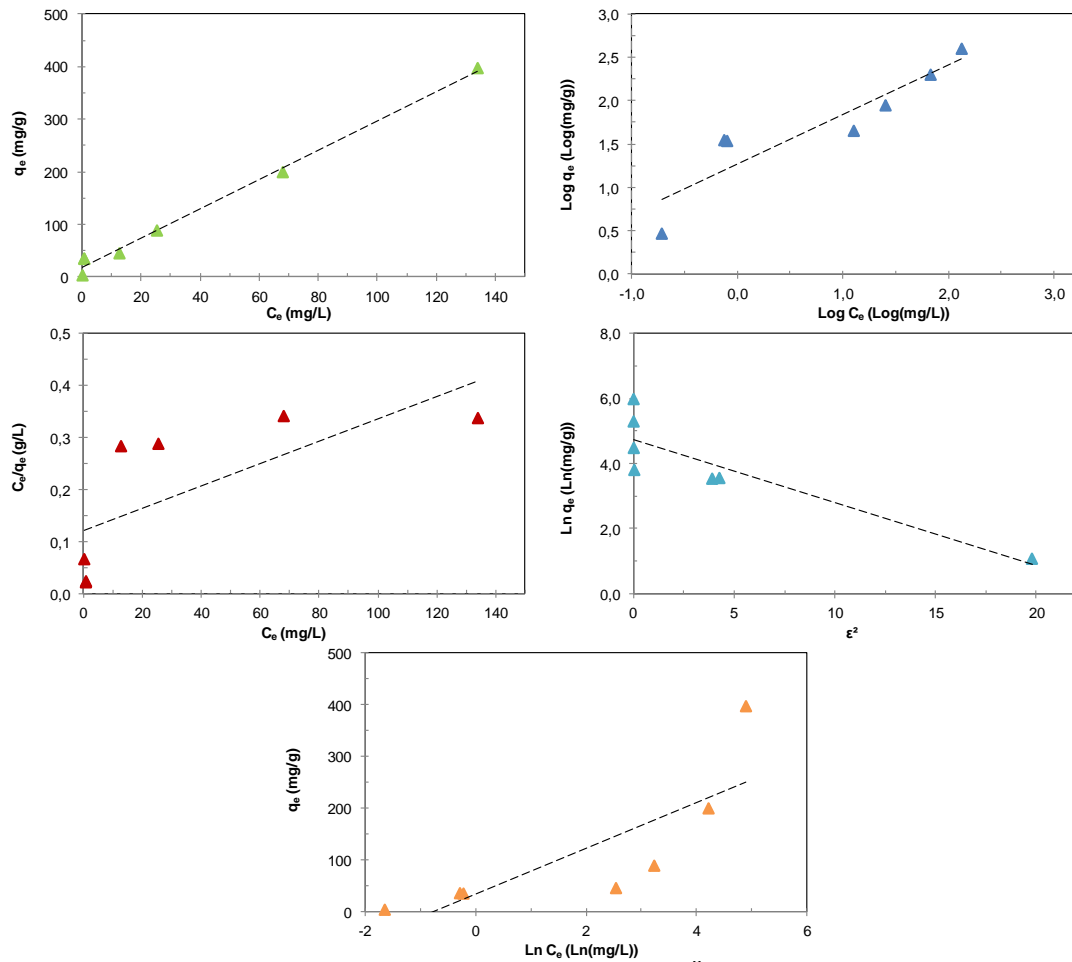 500
400
300
200
100
0
0 20 40 60 80 100 120 140
qₑ (mg/g)
Cₑ (mg/L)
3,0
2,5
2,0
1,5
1,0
0,5
0,0
-1,0 0,0 1,0 2,0 3,0
Log qₑ (Log(mg/g))
Log Cₑ (Log(mg/L))
0,5
0,4
0,3
0,2
0,1
0,0
0 20 40 60 80 100 120 140
Cₑ/qₑ (g/L)
Cₑ (mg/L)
8,0
6,0
4,0
2,0
0,0
0 5 10 15 20
Ln qₑ (Ln(mg/g))
ε²
500
400
300
200
100
0
-2 0 2 4 6
qₑ (mg/g)
Ln Cₑ (Ln(mg/L))